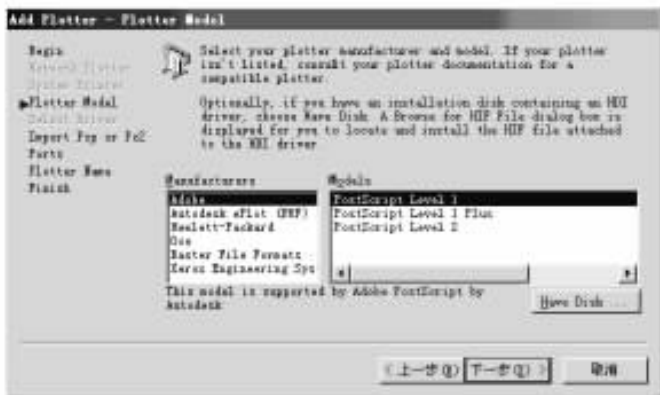 Add Plotter - Plotter Model
Begin
Network Plotter
System Printer
Plotter Model
Select Driver
Import Pcp or Pc2
Ports
Plotter Name
Finish
Select your plotter manufacturer and model. If your plotter
isn't listed, consult your plotter documentation for a
compatible plotter.
Optionally, if you have an installation disk containing an HDI
driver, choose Have Disk. A Browse for HIF File dialog box is
displayed for you to locate and install the HIF file attached
to the HDI driver
Manufacturers
Adobe
Autodesk ePlot (DWF)
Hewlett-Packard
Oce
Raster File Formats
Xerox Engineering Sys
Models
PostScript Level 1
PostScript Level 1 Plus
PostScript Level 2
This model is supported by Adobe PostScript by
Autodesk
Have Disk ...
<上一步(B) 下一步(N) > 取消